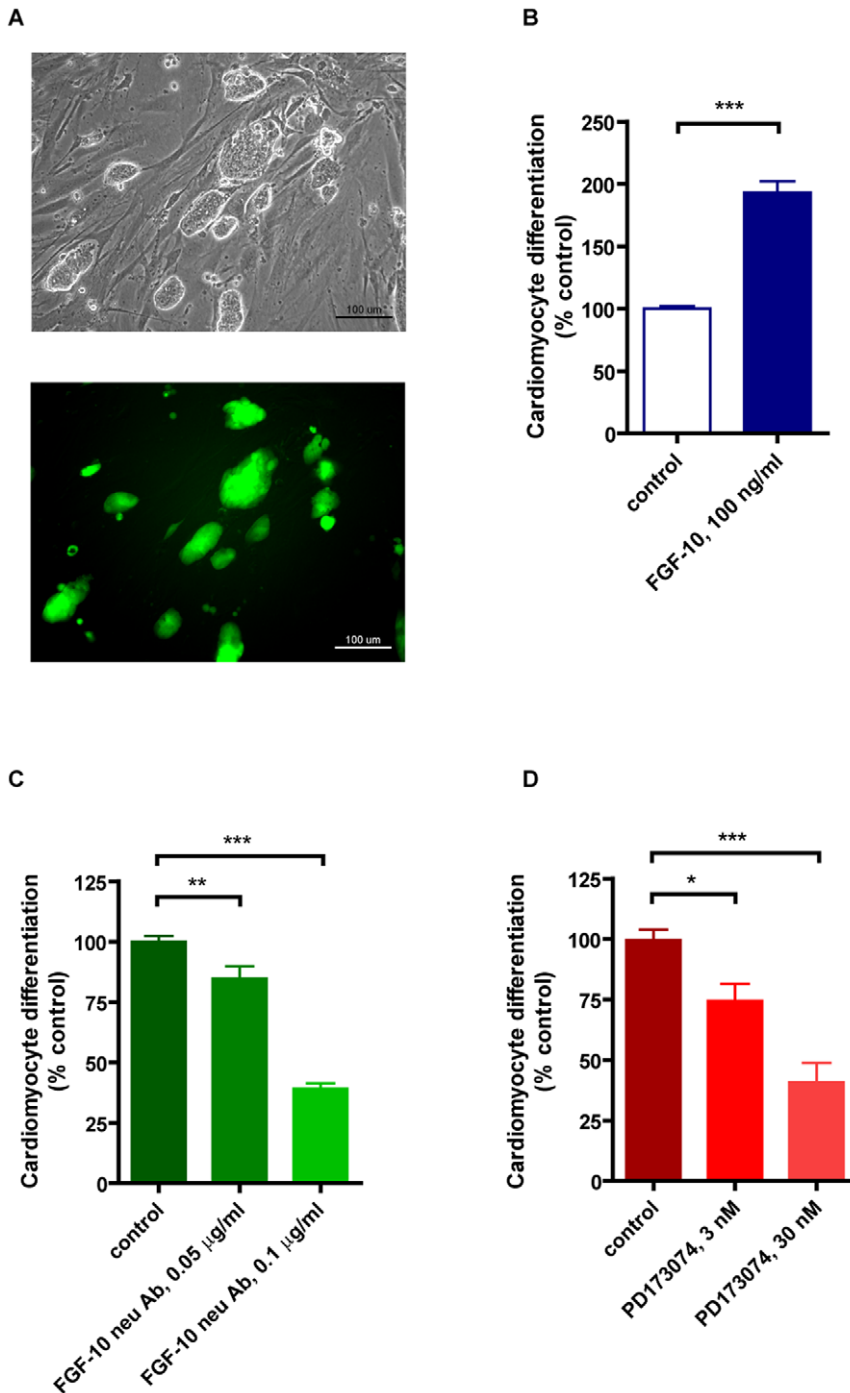 A
100 um
100 um
B
***
Cardiomyocyte differentiation
(% control)
250
200
150
100
50
0
control
FGF-10, 100 ng/ml
C
***
**
Cardiomyocyte differentiation
(% control)
125
100
75
50
25
0
control
FGF-10 neu Ab, 0.05 µg/ml
FGF-10 neu Ab, 0.1 µg/ml
D
***
*
Cardiomyocyte differentiation
(% control)
125
100
75
50
25
0
control
PD173074, 3 nM
PD173074, 30 nM